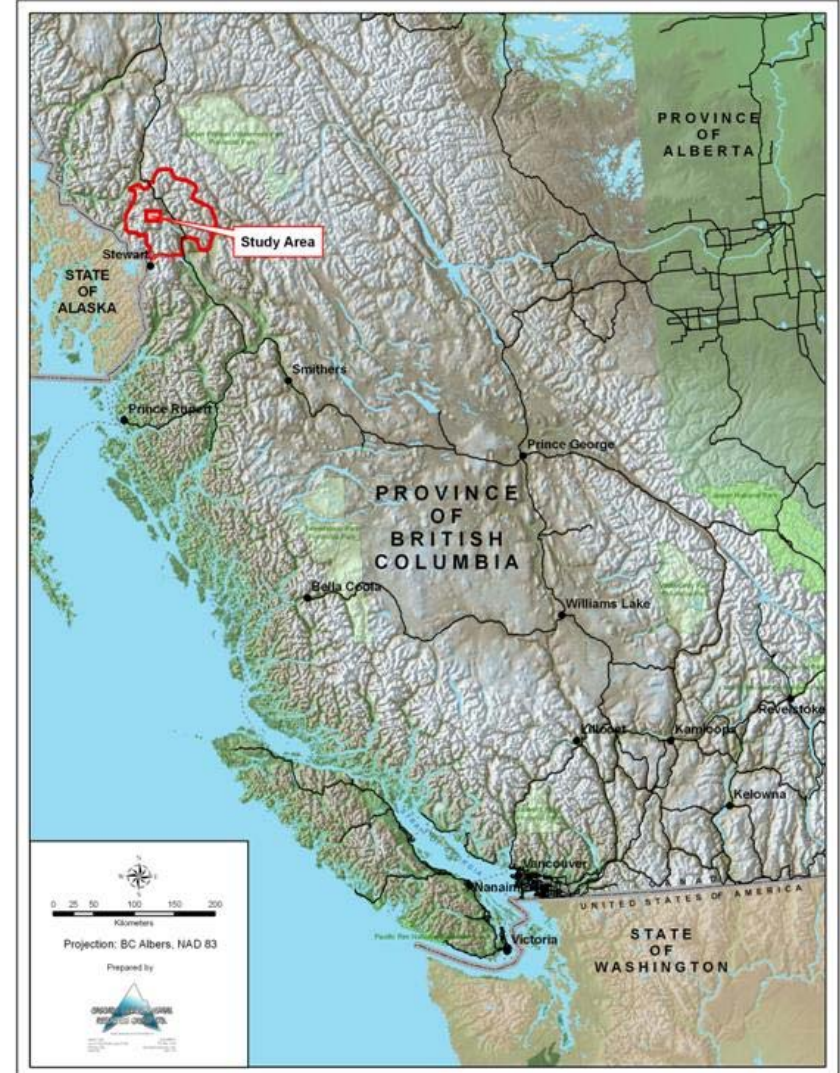 PROVINCE
OF
ALBERTA
Study Area
Stewart
STATE
OF
ALASKA
Smithers
Prince Rupert
Prince George
PROVINCE
OF
BRITISH
COLUMBIA
Bella Coola
Williams Lake
Revelstoke
Lillooet
Kamloops
Kelowna
Vancouver
CANADA
Nanaimo
UNITED STATES OF AMERICA
Victoria
STATE
OF
WASHINGTON
N
W E
S
0 25 50 100 150 200
Kilometers
Projection: BC Albers, NAD 83
Prepared by